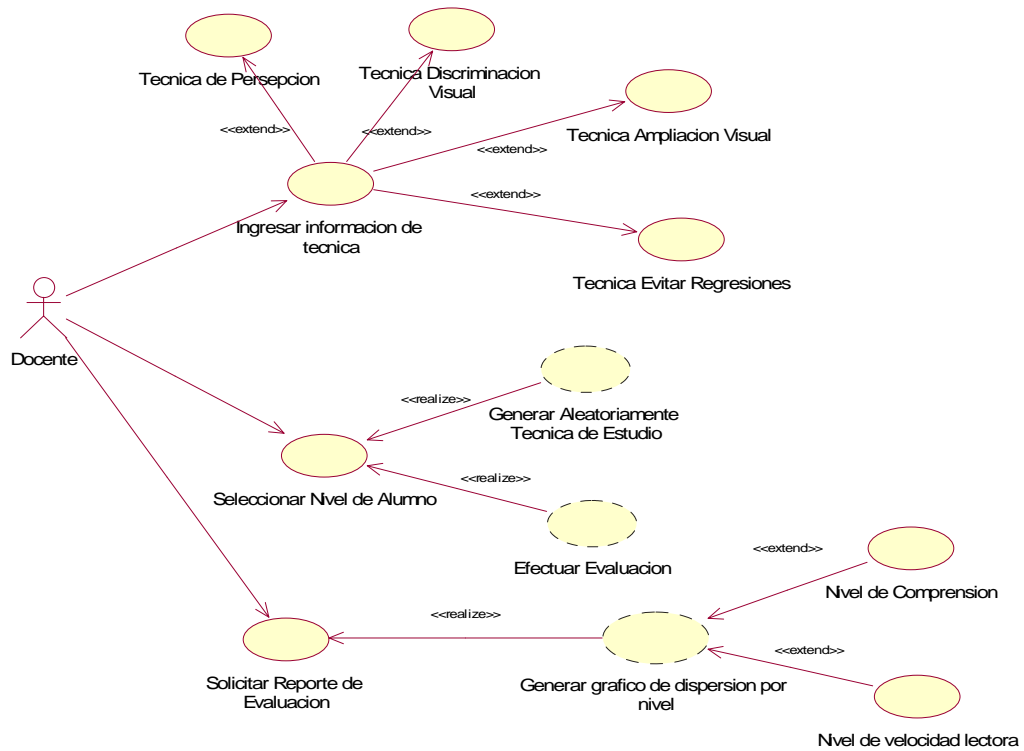 Tecnica de Persepcion
Tecnica Discriminacion
Visual
<<extend>>
<<extend>>
Tecnica Ampliacion Visual
<<extend>>
<<extend>>
Ingresar informacion de
tecnica
Tecnica Evitar Regresiones
Docente
<<realize>>
Generar Aleatoriamente
Tecnica de Estudio
<<realize>>
Seleccionar Nivel de Alumno
Efectuar Evaluacion
<<extend>>
Nivel de Comprension
<<realize>>
<<extend>>
Solicitar Reporte de
Evaluacion
Generar grafico de dispersion por
nivel
Nivel de velocidad lectora